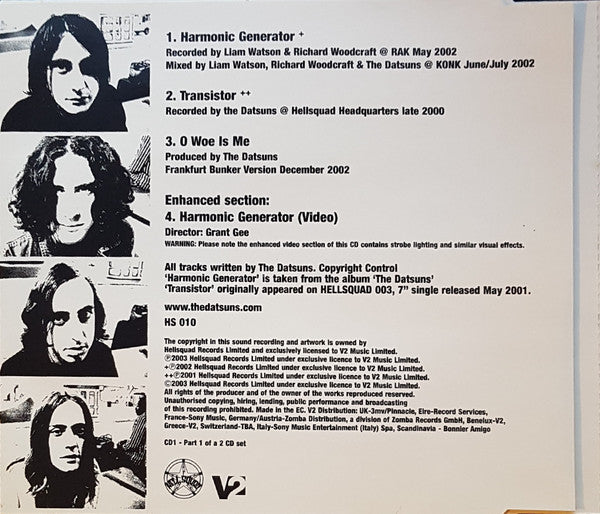 1. Harmonic Generator +
Recorded by Liam Watson & Richard Woodcraft @ RAK May 2002
Mixed by Liam Watson, Richard Woodcraft & The Datsuns @ KONK June/July 2002
2. Transistor ++
Recorded by the Datsuns @ Hellsquad Headquarters late 2000
3. O Woe Is Me
Produced by The Datsuns
Frankfurt Bunker Version December 2002
Enhanced section:
4. Harmonic Generator (Video)
Director: Grant Gee
WARNING: Please note the enhanced video section of this CD contains strobe lighting and similar visual effects.
All tracks written by The Datsuns. Copyright Control
'Harmonic Generator' is taken from the album 'The Datsuns'
'Transistor' originally appeared on HELLSQUAD 003, 7" single released May 2001.
www.thedatsuns.com
HS 010
The copyright in this sound recording and artwork is owned by
Hellsquad Records Limited and exclusively licensed to V2 Music Limited.
℗2003 Hellsquad Records Limited under exclusive licence to V2 Music Limited.
+℗2002 Hellsquad Records Limited under exclusive licence to V2 Music Limited.
++℗2001 Hellsquad Records Limited under exclusive licence to V2 Music Limited.
©2003 Hellsquad Records Limited under exclusive licence to V2 Music Limited.
All rights of the producer and of the owner of the works reproduced reserved.
Unauthorised copying, hiring, lending, public performance and broadcasting
of this recording prohibited. Made in the EC. V2 Distribution: UK-3mv/Pinnacle, Eire-Record Services,
France-Sony Music, Germany/Austria-Zomba Distribution, a division of Zomba Records GmbH, Benelux-V2,
Greece-V2, Switzerland-TBA, Italy-Sony Music Entertainment (Italy) Spa, Scandinavia - Bonnier Amigo
CD1 - Part 1 of a 2 CD set
HELL SQUAD
V2